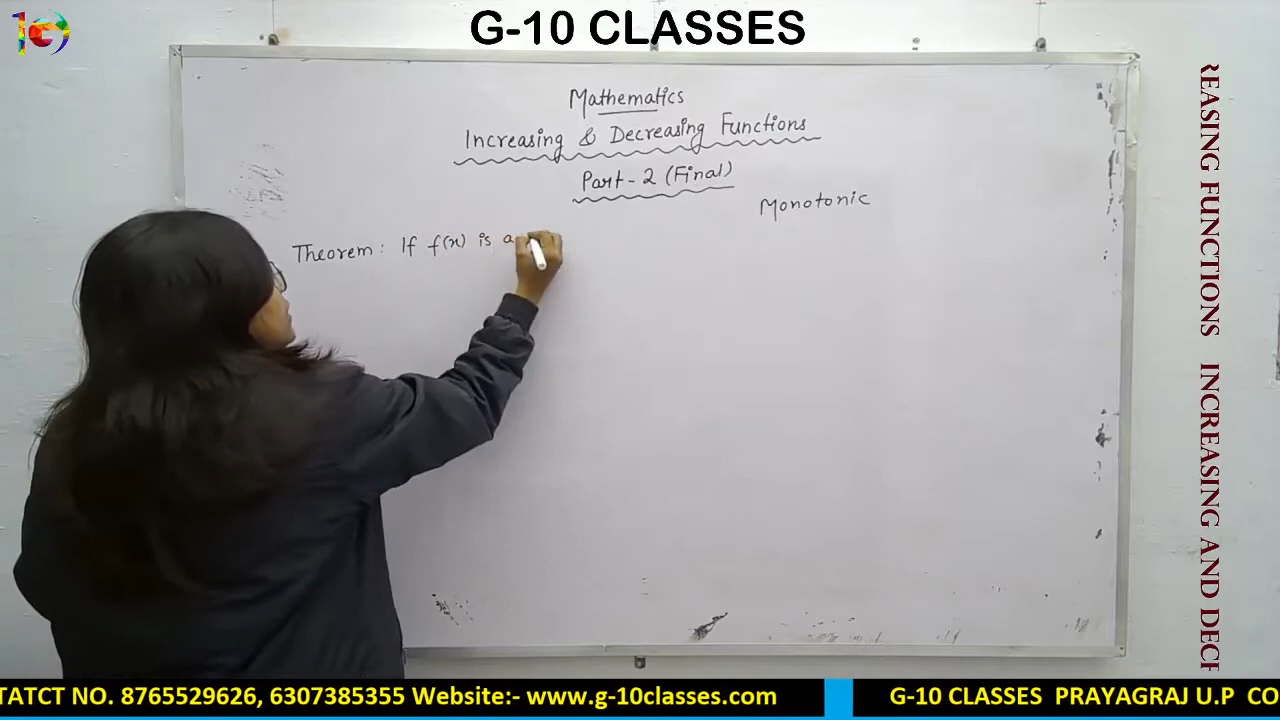 G-10 CLASSES
Mathematics
Increasing & Decreasing Functions
Part-2 (Final)
Monotonic
Theorem: If f(x) is a
REASING FUNCTIONS INCREASING AND DECR
TATCT NO. 8765529626, 6307385355 Website:- www.g-10classes.com
G-10 CLASSES PRAYAGRAJ U.P CO